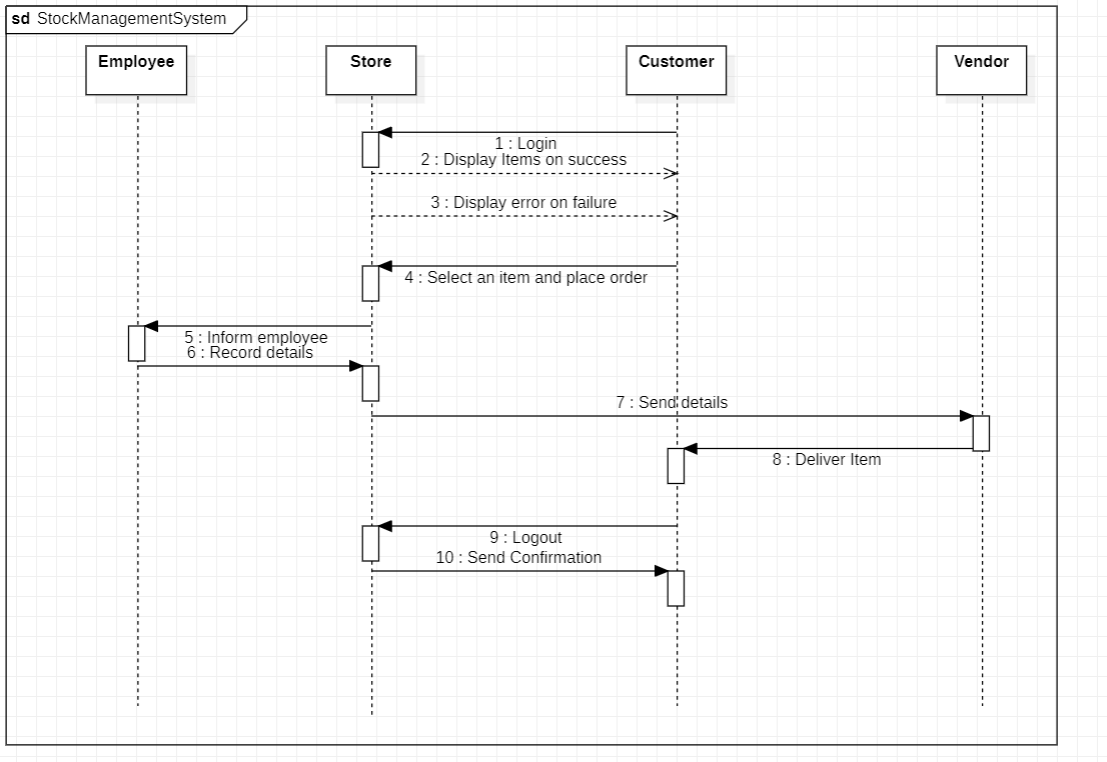 sd StockManagementSystem
Employee
Store
Customer
Vendor
1 : Login
2 : Display Items on success
3 : Display error on failure
4 : Select an item and place order
5 : Inform employee
6 : Record details
7 : Send details
8 : Deliver Item
9 : Logout
10 : Send Confirmation